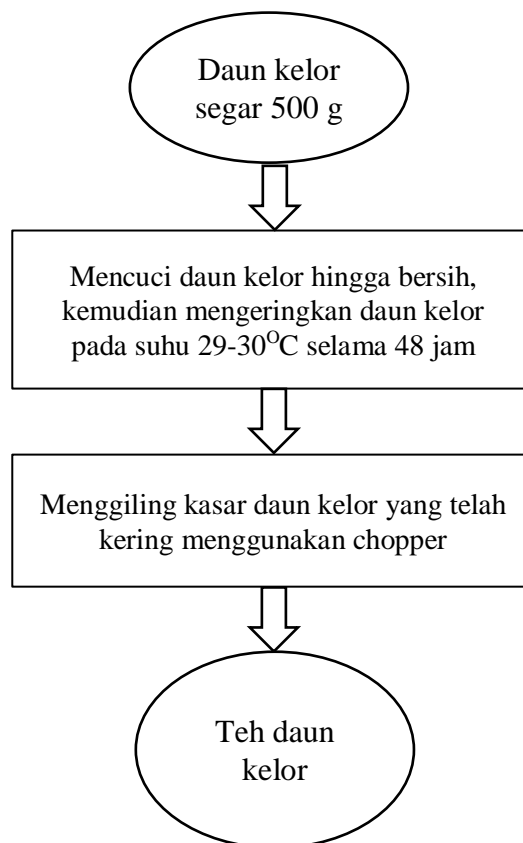 Daun kelor
segar 500 g
Mencuci daun kelor hingga bersih,
kemudian mengeringkan daun kelor
pada suhu 29-30ᴼC selama 48 jam
Menggiling kasar daun kelor yang telah
kering menggunakan chopper
Teh daun
kelor